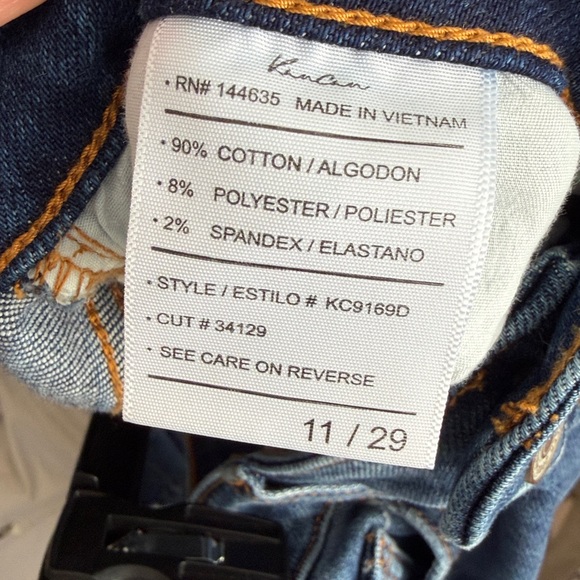 KanCan
• RN# 144635 MADE IN VIETNAM
• 90% COTTON / ALGODON
• 8% POLYESTER / POLIESTER
• 2% SPANDEX / ELASTANO
• STYLE / ESTILO # KC9169D
• CUT # 34129
• SEE CARE ON REVERSE
11 / 29